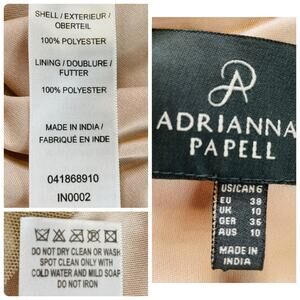 SHELL / EXTERIEUR /
OBERTEIL
100% POLYESTER
LINING / DOUBLURE /
FUTTER
100% POLYESTER
MADE IN INDIA /
FABRIQUÉ EN INDE
041868910
IN0002
DO NOT DRY CLEAN OR WASH
SPOT CLEAN ONLY WITH
COLD WATER AND MILD SOAP
DO NOT IRON
ADRIANNA
PAPELL
US|CAN 6
EU 38
UK 10
GER 36
AUS 10
MADE IN
INDIA